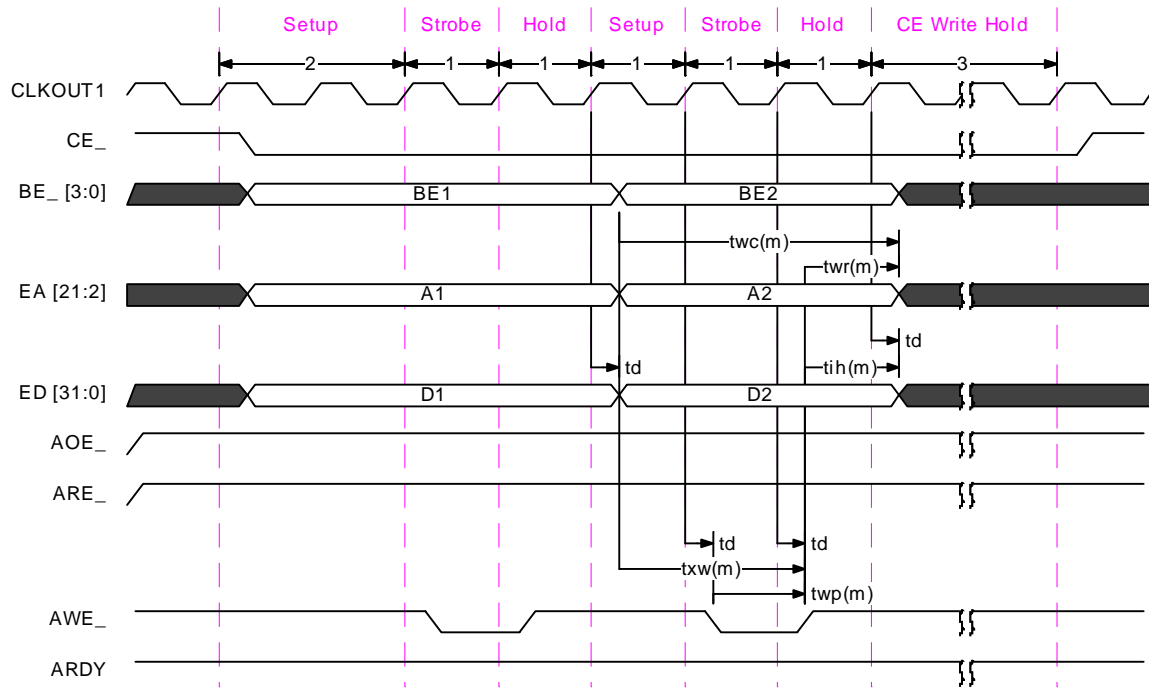 Setup Strobe Hold Setup Strobe Hold CE Write Hold
2 1 1 1 1 1 3
CLKOUT1
CE_
BE_ [3:0] BE1 BE2
twc(m)
twr(m)
EA [21:2] A1 A2
td
td tih(m)
ED [31:0] D1 D2
AOE_
ARE_
td td
txw(m)
twp(m)
AWE_
ARDY